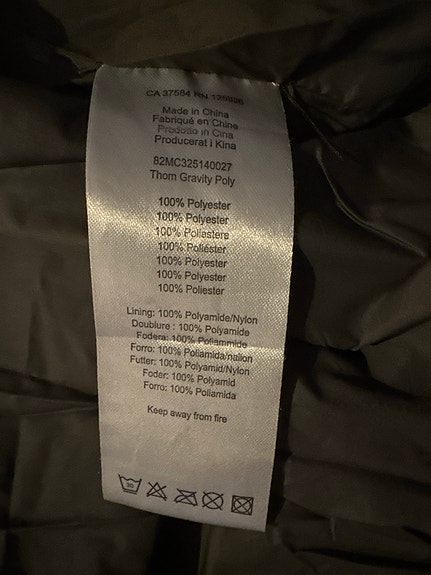 CA 37584 RN 120936
Made in China
Fabriqué en Chine
Prodotto in Cina
Producerat i Kina
82MC325140027
Thorn Gravity Poly
100% Polyester
100% Polyester
100% Poliestere
100% Poliéster
100% Polyester
100% Polyester
100% Poliester
Lining: 100% Polyamide/Nylon
Doublure : 100% Polyamide
Fodera: 100% Poliammide
Forro: 100% Poliamida/nailon
Futter: 100% Polyamid/Nylon
Foder: 100% Polyamid
Forro: 100% Poliamida
Keep away from fire
30